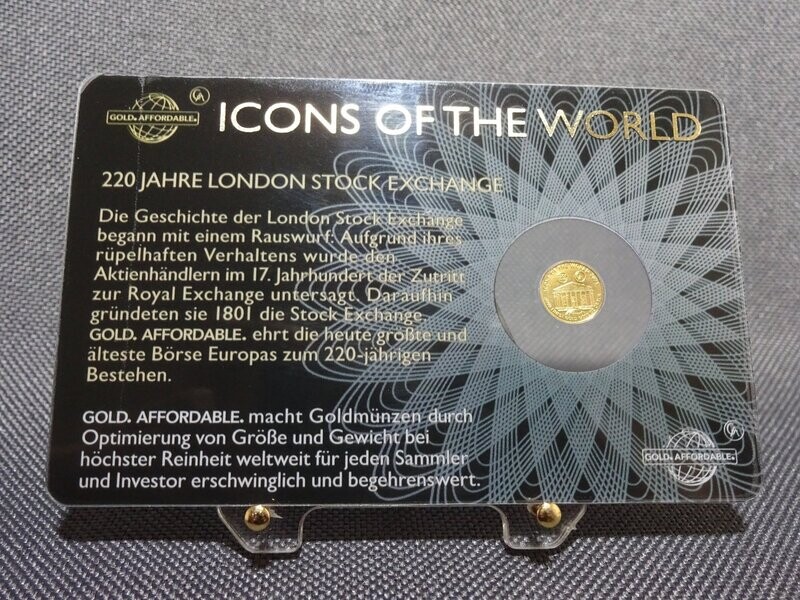 GOLD. AFFORDABLE.
GA
ICONS OF THE WORLD
220 JAHRE LONDON STOCK EXCHANGE
Die Geschichte der London Stock Exchange
begann mit einem Rauswurf: Aufgrund ihres
rüpelhaften Verhaltens wurde den
Aktienhändlern im 17. Jahrhundert der Zutritt
zur Royal Exchange untersagt. Daraufhin
gründeten sie 1801 die Stock Exchange
GOLD. AFFORDABLE. ehrt die heute größte und
älteste Börse Europas zum 220-jährigen
Bestehen.
GOLD. AFFORDABLE. macht Goldmünzen durch
Optimierung von Größe und Gewicht bei
höchster Reinheit weltweit für jeden Sammler
und Investor erschwinglich und begehrenswert.
GOLD. AFFORDABLE.
GA